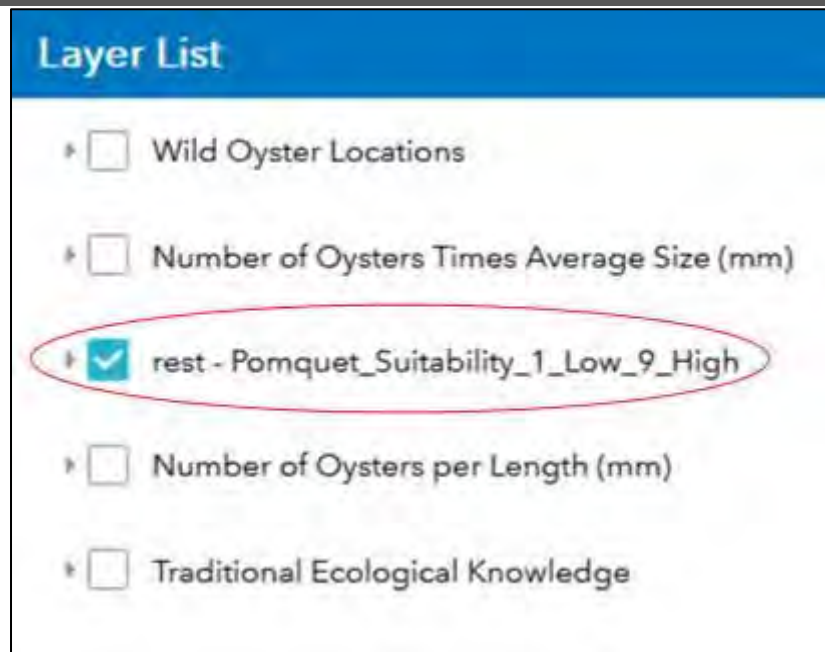 Layer List
Wild Oyster Locations
Number of Oysters Times Average Size (mm)
rest - Pomquet_Suitability_1_Low_9_High
Number of Oysters per Length (mm)
Traditional Ecological Knowledge